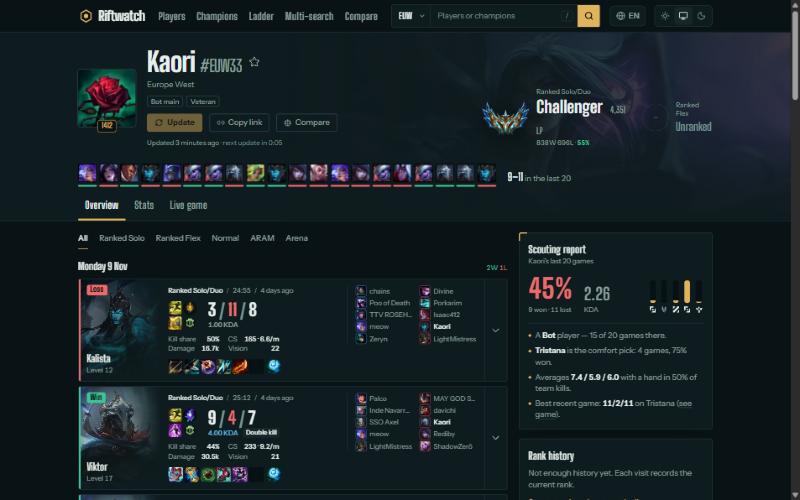 Riftwatch Players Champions Ladder Multi-search Compare EUW Players or champions / EN
Kaori #EUW33
Europe West
Bot main Veteran
1412
Update Copy link Compare
Updated 3 minutes ago · next update in 0:05
Ranked Solo/Duo
Challenger 4,351
LP
838W 696L · 55%
Ranked
Flex
Unranked
9–11 in the last 20
Overview Stats Live game
All Ranked Solo Ranked Flex Normal ARAM Arena
Monday 9 Nov 2W 1L
Loss
Kalista
Level 12
Ranked Solo/Duo / 24:55 / 4 days ago
3 / 11 / 8
1.00 KDA
Kill share 50% CS 165·6.6/m
Damage 16.7k Vision 22
chains
Poo of Death
TTV ROSEH...
meow
Zeryn
Divine
Porkarim
Isaac412
Kaori
LightMistress
Win
Viktor
Level 17
Ranked Solo/Duo / 25:12 / 4 days ago
9 / 4 / 7
4.00 KDA Double kill
Kill share 44% CS 233·9.2/m
Damage 30.5k Vision 21
Palco
Inde Navarr...
SSO Axel
meow
LightMistress
MAY GOD S...
davichi
Kaori
Rediby
ShadowZer0
Scouting report
Kaori's last 20 games
45% 2.26
9 won · 11 lost KDA
A Bot player — 15 of 20 games there.
Tristana is the comfort pick: 4 games, 75%
won.
Averages 7.4 / 5.9 / 6.0 with a hand in 50% of
team kills.
Best recent game: 11/2/11 on Tristana (see
game).
Rank history
Not enough history yet. Each visit records the
current rank.